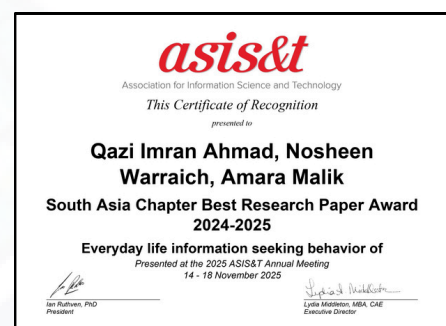 asis&t
Association for Information Science and Technology
This Certificate of Recognition
presented to
Qazi Imran Ahmad, Nosheen
Warraich, Amara Malik
South Asia Chapter Best Research Paper Award
2024-2025
Everyday life information seeking behavior of
Presented at the 2025 ASIS&T Annual Meeting
14 - 18 November 2025
Ian Ruthven, PhD
President
Lydia Middleton, MBA, CAE
Executive Director